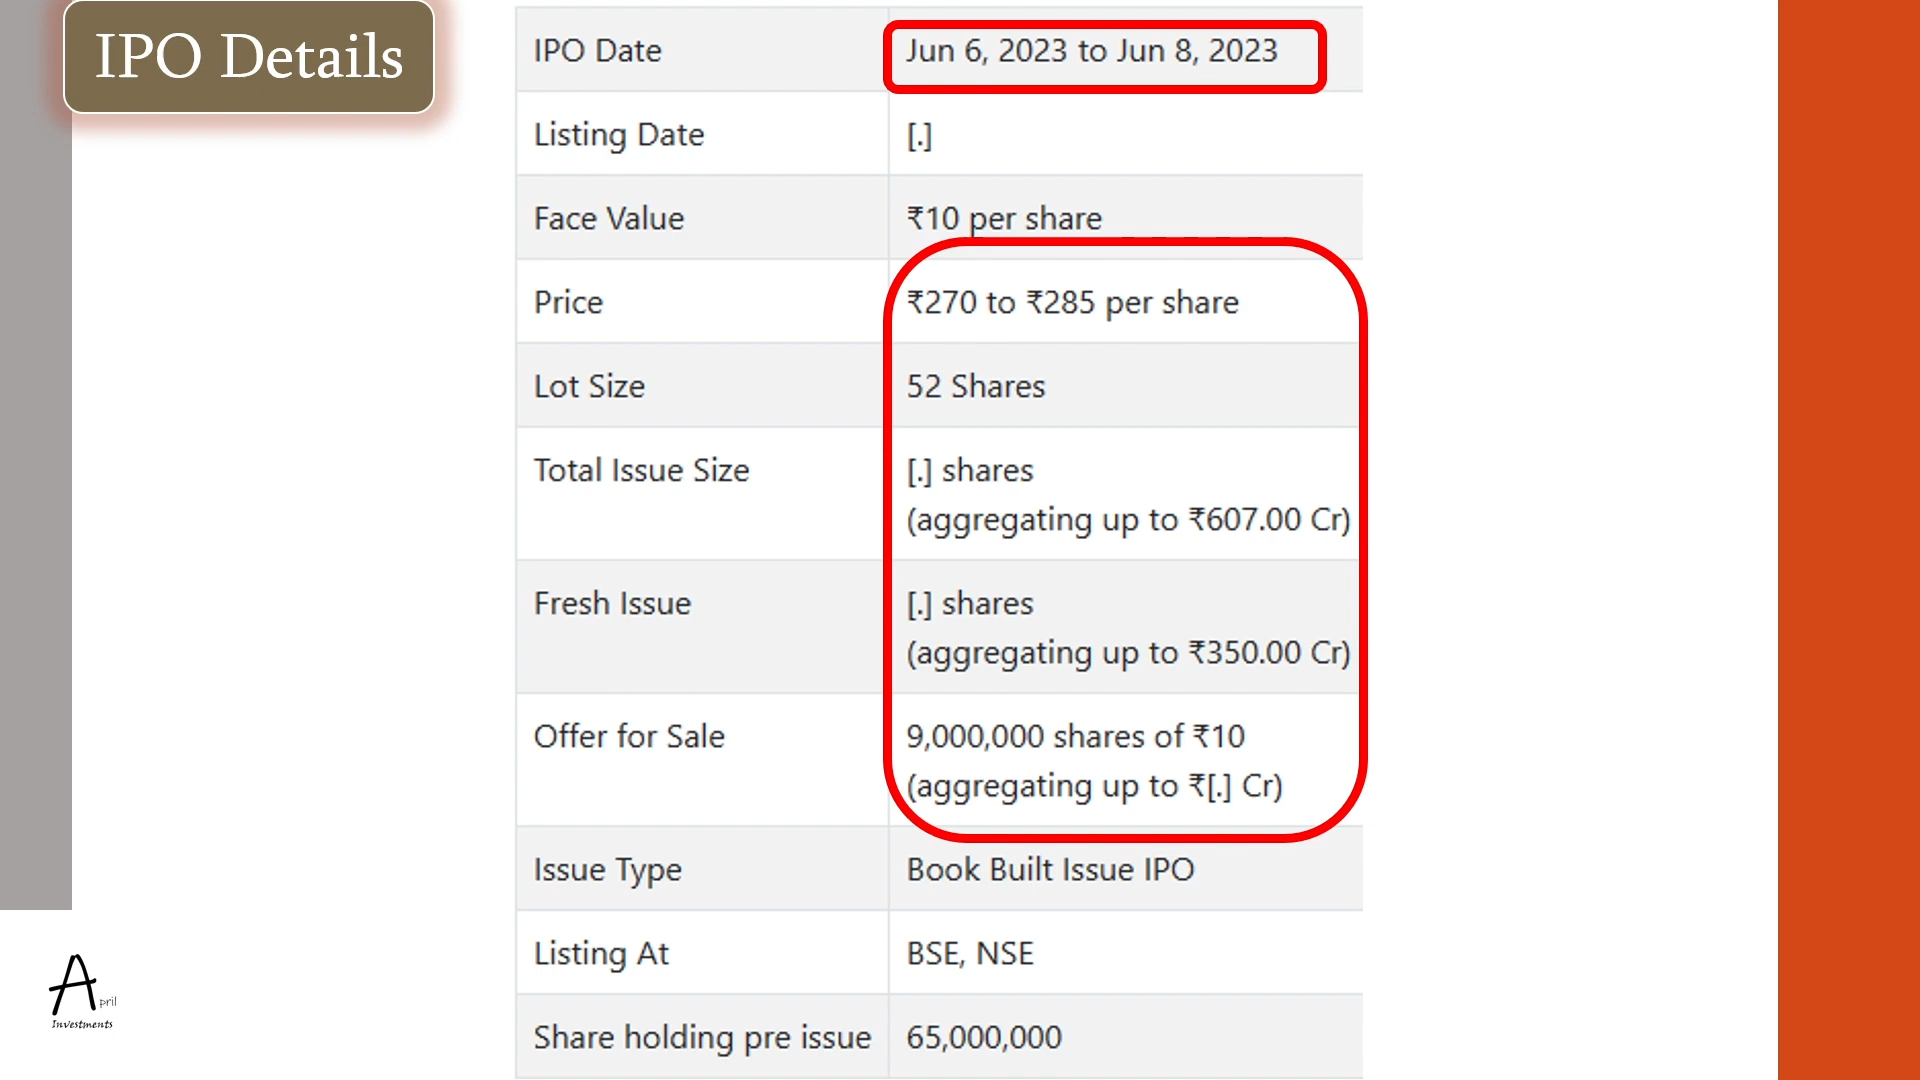 IPO Details
IPO Date Jun 6, 2023 to Jun 8, 2023
Listing Date [.]
Face Value ₹10 per share
Price ₹270 to ₹285 per share
Lot Size 52 Shares
Total Issue Size [.] shares
(aggregating up to ₹607.00 Cr)
Fresh Issue [.] shares
(aggregating up to ₹350.00 Cr)
Offer for Sale 9,000,000 shares of ₹10
(aggregating up to ₹[.] Cr)
Issue Type Book Built Issue IPO
Listing At BSE, NSE
Share holding pre issue 65,000,000
April
Investments